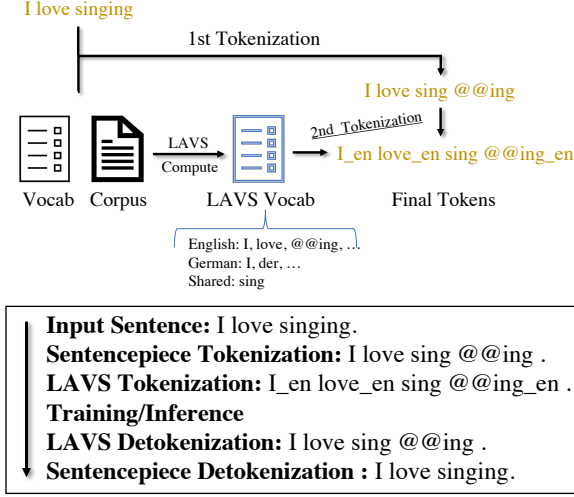 I love singing
1st Tokenization
I love sing @@ing
2nd Tokenization
LAVS
Compute
I_en love_en sing @@ing_en
Vocab Corpus LAVS Vocab Final Tokens
English: I, love, @@ing, …
German: I, der, …
Shared: sing
Input Sentence: I love singing.
Sentencepiece Tokenization: I love sing @@ing .
LAVS Tokenization: I_en love_en sing @@ing_en .
Training/Inference
LAVS Detokenization: I love sing @@ing .
Sentencepiece Detokenization : I love singing.